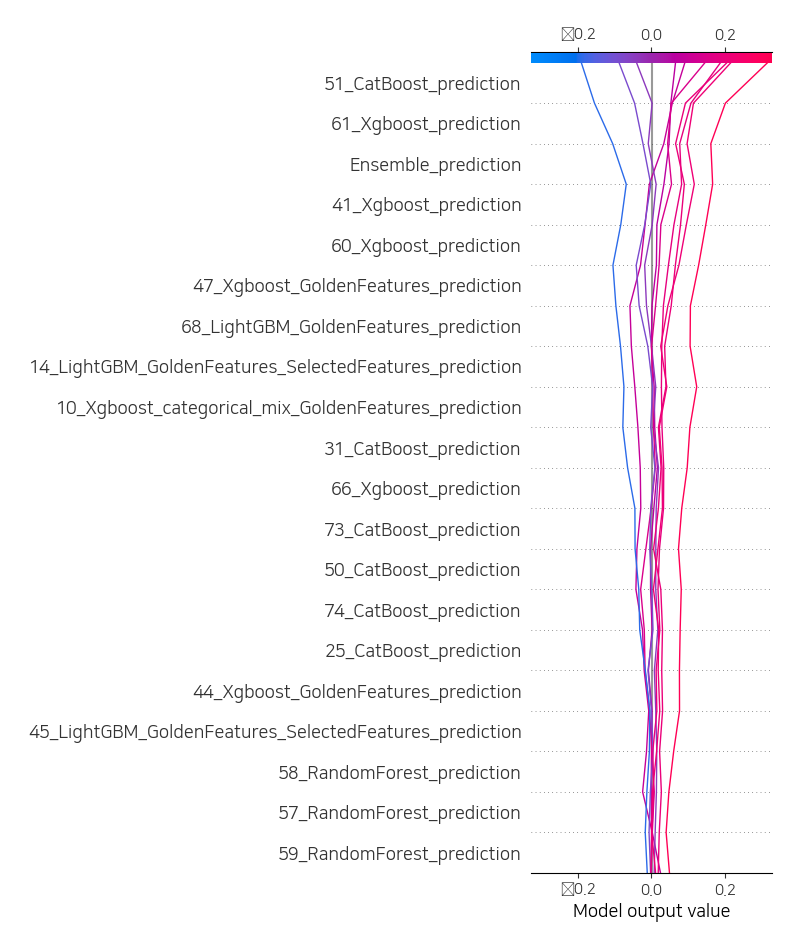 ▯0.2 0.0 0.2
51_CatBoost_prediction
61_Xgboost_prediction
Ensemble_prediction
41_Xgboost_prediction
60_Xgboost_prediction
47_Xgboost_GoldenFeatures_prediction
68_LightGBM_GoldenFeatures_prediction
14_LightGBM_GoldenFeatures_SelectedFeatures_prediction
10_Xgboost_categorical_mix_GoldenFeatures_prediction
31_CatBoost_prediction
66_Xgboost_prediction
73_CatBoost_prediction
50_CatBoost_prediction
74_CatBoost_prediction
25_CatBoost_prediction
44_Xgboost_GoldenFeatures_prediction
45_LightGBM_GoldenFeatures_SelectedFeatures_prediction
58_RandomForest_prediction
57_RandomForest_prediction
59_RandomForest_prediction
▯0.2 0.0 0.2
Model output value